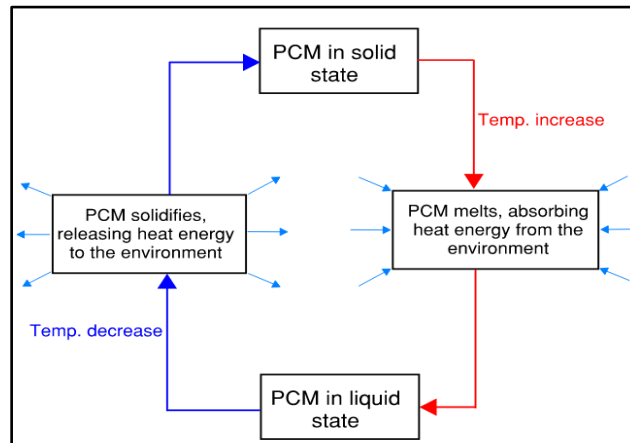 PCM in solid
state
Temp. increase
PCM solidifies,
releasing heat energy
to the environment
PCM melts, absorbing
heat energy from the
environment
Temp. decrease
PCM in liquid
state